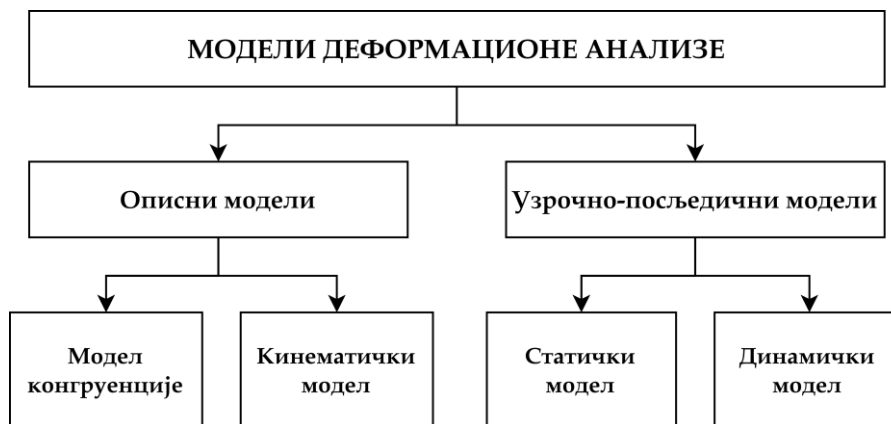 МОДЕЛИ ДЕФОРМАЦИОНЕ АНАЛИЗЕ
Описни модели
Узрочно-посљедични модели
Модел
конгруенције
Кинематички
модел
Статички
модел
Динамички
модел